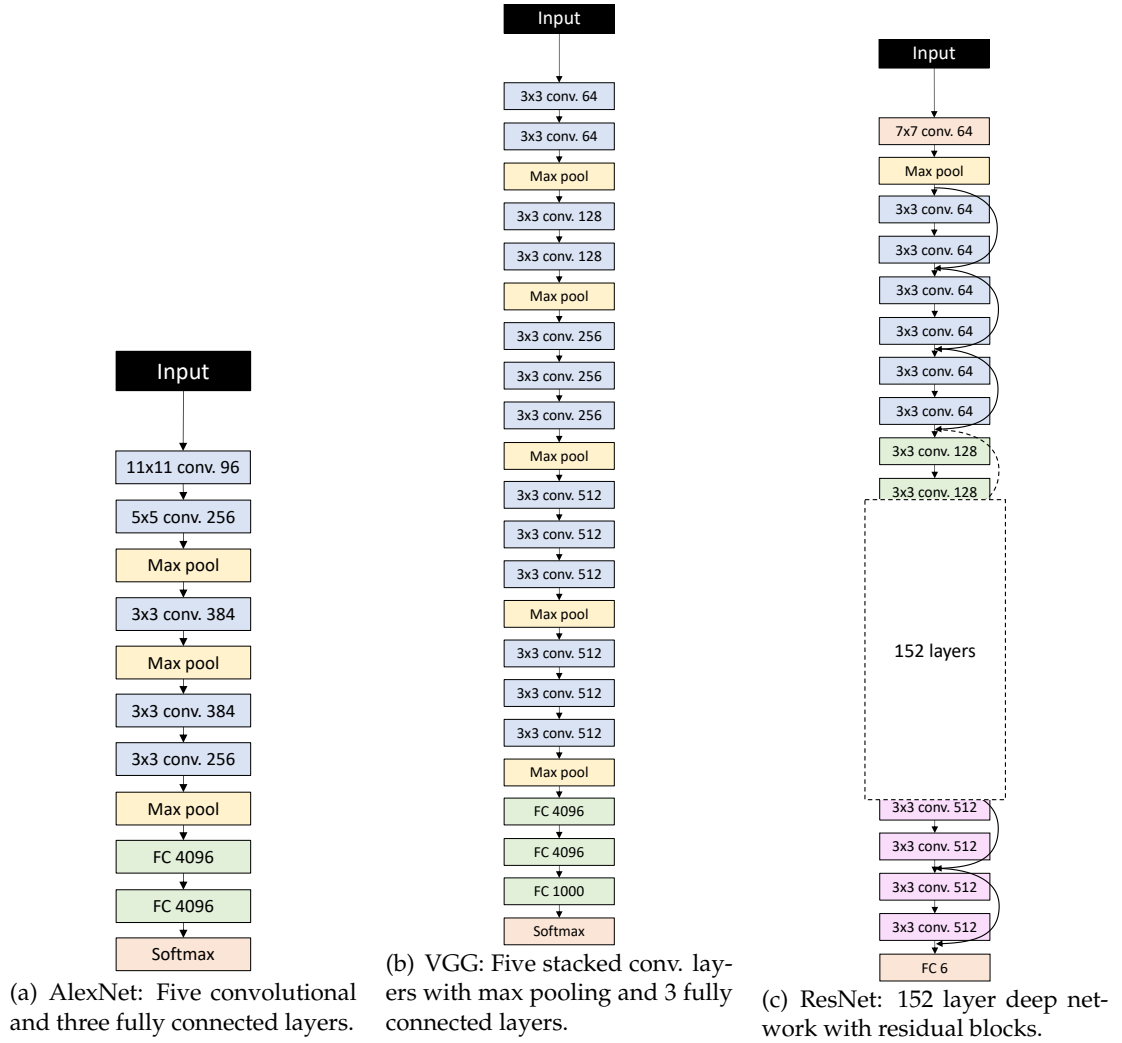 Input
11x11 conv. 96
5x5 conv. 256
Max pool
3x3 conv. 384
Max pool
3x3 conv. 384
3x3 conv. 256
Max pool
FC 4096
FC 4096
Softmax
(a) AlexNet: Five convolutional
and three fully connected layers.
Input
3x3 conv. 64
3x3 conv. 64
Max pool
3x3 conv. 128
3x3 conv. 128
Max pool
3x3 conv. 256
3x3 conv. 256
3x3 conv. 256
Max pool
3x3 conv. 512
3x3 conv. 512
3x3 conv. 512
Max pool
3x3 conv. 512
3x3 conv. 512
3x3 conv. 512
Max pool
FC 4096
FC 4096
FC 1000
Softmax
(b) VGG: Five stacked conv. lay-
ers with max pooling and 3 fully
connected layers.
Input
7x7 conv. 64
Max pool
3x3 conv. 64
3x3 conv. 64
3x3 conv. 64
3x3 conv. 64
3x3 conv. 64
3x3 conv. 64
3x3 conv. 128
3x3 conv. 128
152 layers
3x3 conv. 512
3x3 conv. 512
3x3 conv. 512
3x3 conv. 512
FC 6
(c) ResNet: 152 layer deep net-
work with residual blocks.